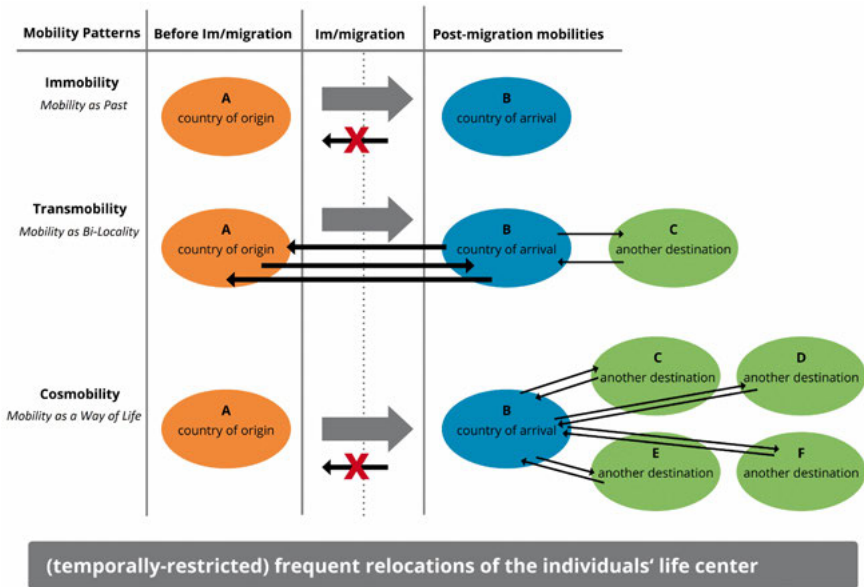 Mobility Patterns
Before Im/migration
Im/migration
Post-migration mobilities
Immobility
Mobility as Past
A
country of origin
B
country of arrival
Transmobility
Mobility as Bi-Locality
A
country of origin
B
country of arrival
C
another destination
Cosmobility
Mobility as a Way of Life
A
country of origin
B
country of arrival
C
another destination
D
another destination
E
another destination
F
another destination
(temporally-restricted) frequent relocations of the individuals‘ life center